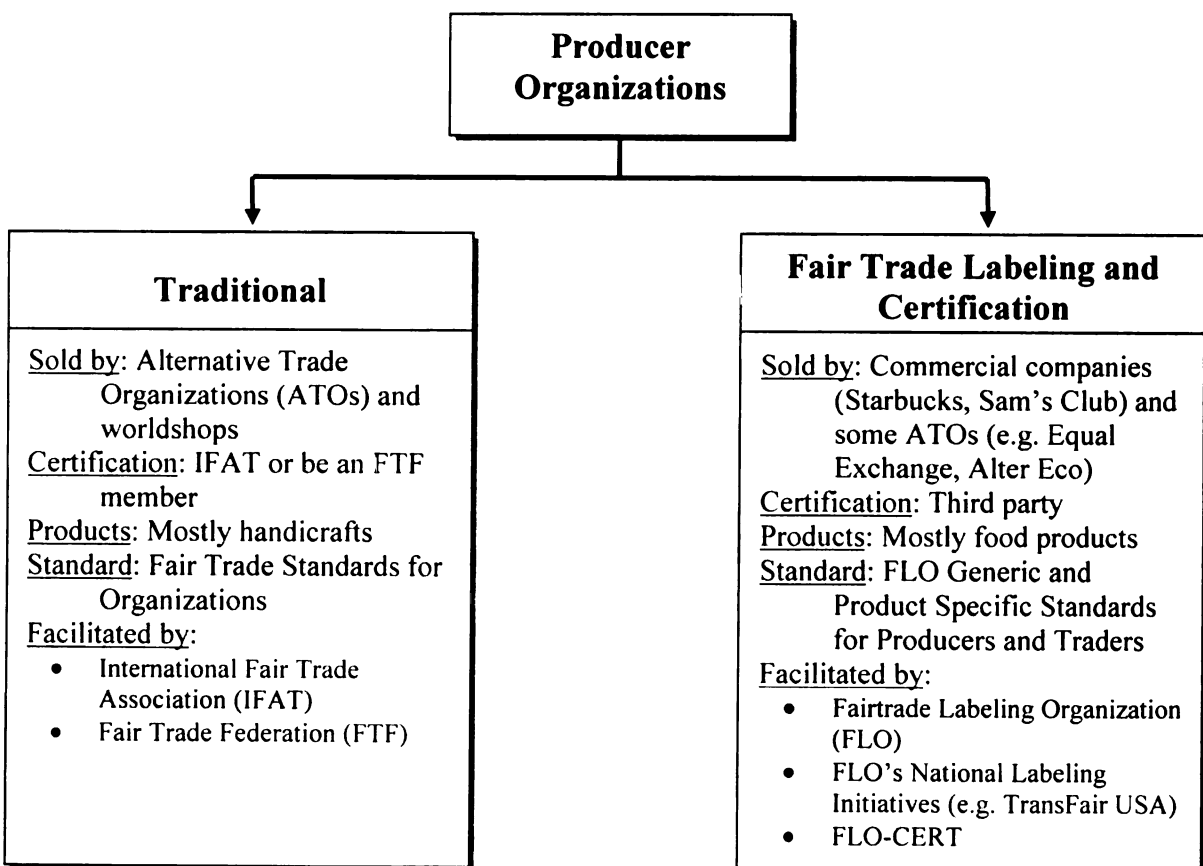 Producer
Organizations
Traditional
Sold by: Alternative Trade
Organizations (ATOs) and
worldshops
Certification: IFAT or be an FTF
member
Products: Mostly handicrafts
Standard: Fair Trade Standards for
Organizations
Facilitated by:
• International Fair Trade
Association (IFAT)
• Fair Trade Federation (FTF)
Fair Trade Labeling and
Certification
Sold by: Commercial companies
(Starbucks, Sam's Club) and
some ATOs (e.g. Equal
Exchange, Alter Eco)
Certification: Third party
Products: Mostly food products
Standard: FLO Generic and
Product Specific Standards
for Producers and Traders
Facilitated by:
• Fairtrade Labeling Organization
(FLO)
• FLO's National Labeling
Initiatives (e.g. TransFair USA)
• FLO-CERT